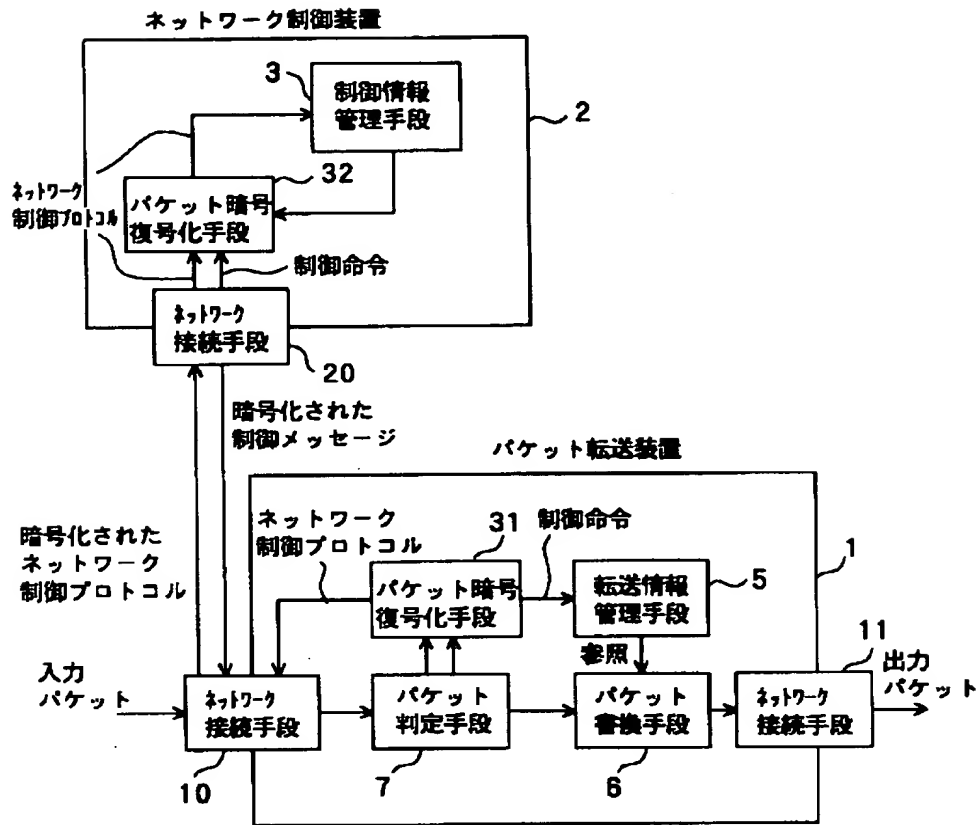 ネットワーク制御装置
3
制御情報
管理手段
2
32
ネットワーク
制御プロトコル
パケット暗号
復号化手段
制御命令
ネットワーク
接続手段
20
暗号化された
制御メッセージ
パケット転送装置
暗号化された
ネットワーク
制御プロトコル
ネットワーク
制御プロトコル
31
制御命令
1
パケット暗号
復号化手段
転送情報
管理手段
5
参照
11
入力
パケット
ネットワーク
接続手段
パケット
判定手段
パケット
書換手段
ネットワーク
接続手段
出力
パケット
10
7
6